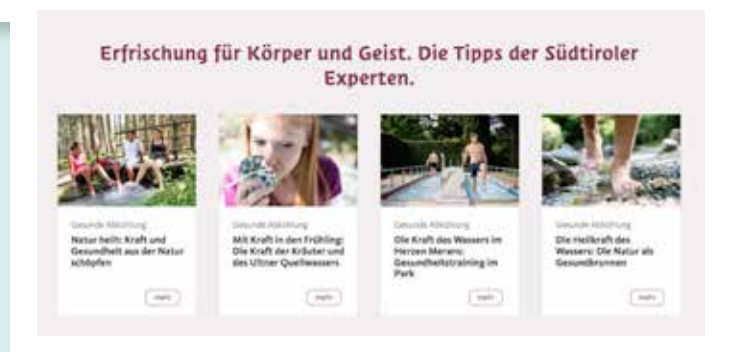 Erfrischung für Körper und Geist. Die Tipps der Südtiroler
Experten.
Gesunde Abkühlung
Natur heilt: Kraft und
Gesundheit aus der Natur
schöpfen
mehr
Gesunde Abkühlung
Mit Kraft in den Frühling:
Die Kraft der Kräuter und
des Ultner Quellwassers
mehr
Gesunde Abkühlung
Die Kraft des Wassers im
Herzen Merans:
Gesundheitstraining im
Park
mehr
Gesunde Abkühlung
Die Heilkraft des
Wassers: Die Natur als
Gesundbrunnen
mehr